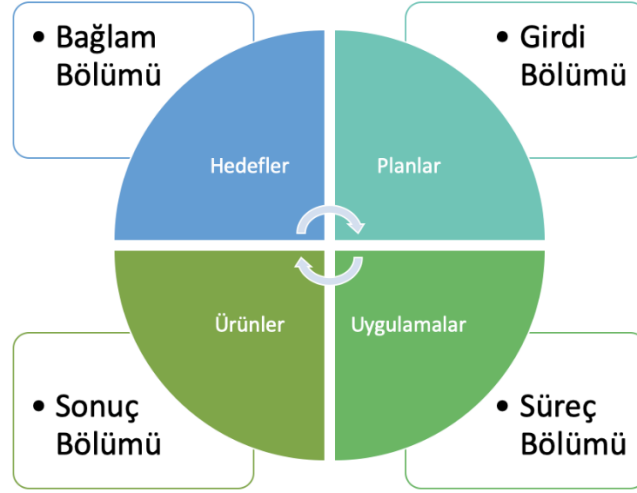 • Bağlam
Bölümü
• Girdi
Bölümü
Hedefler
Planlar
Ürünler
Uygulamalar
• Sonuç
Bölümü
• Süreç
Bölümü